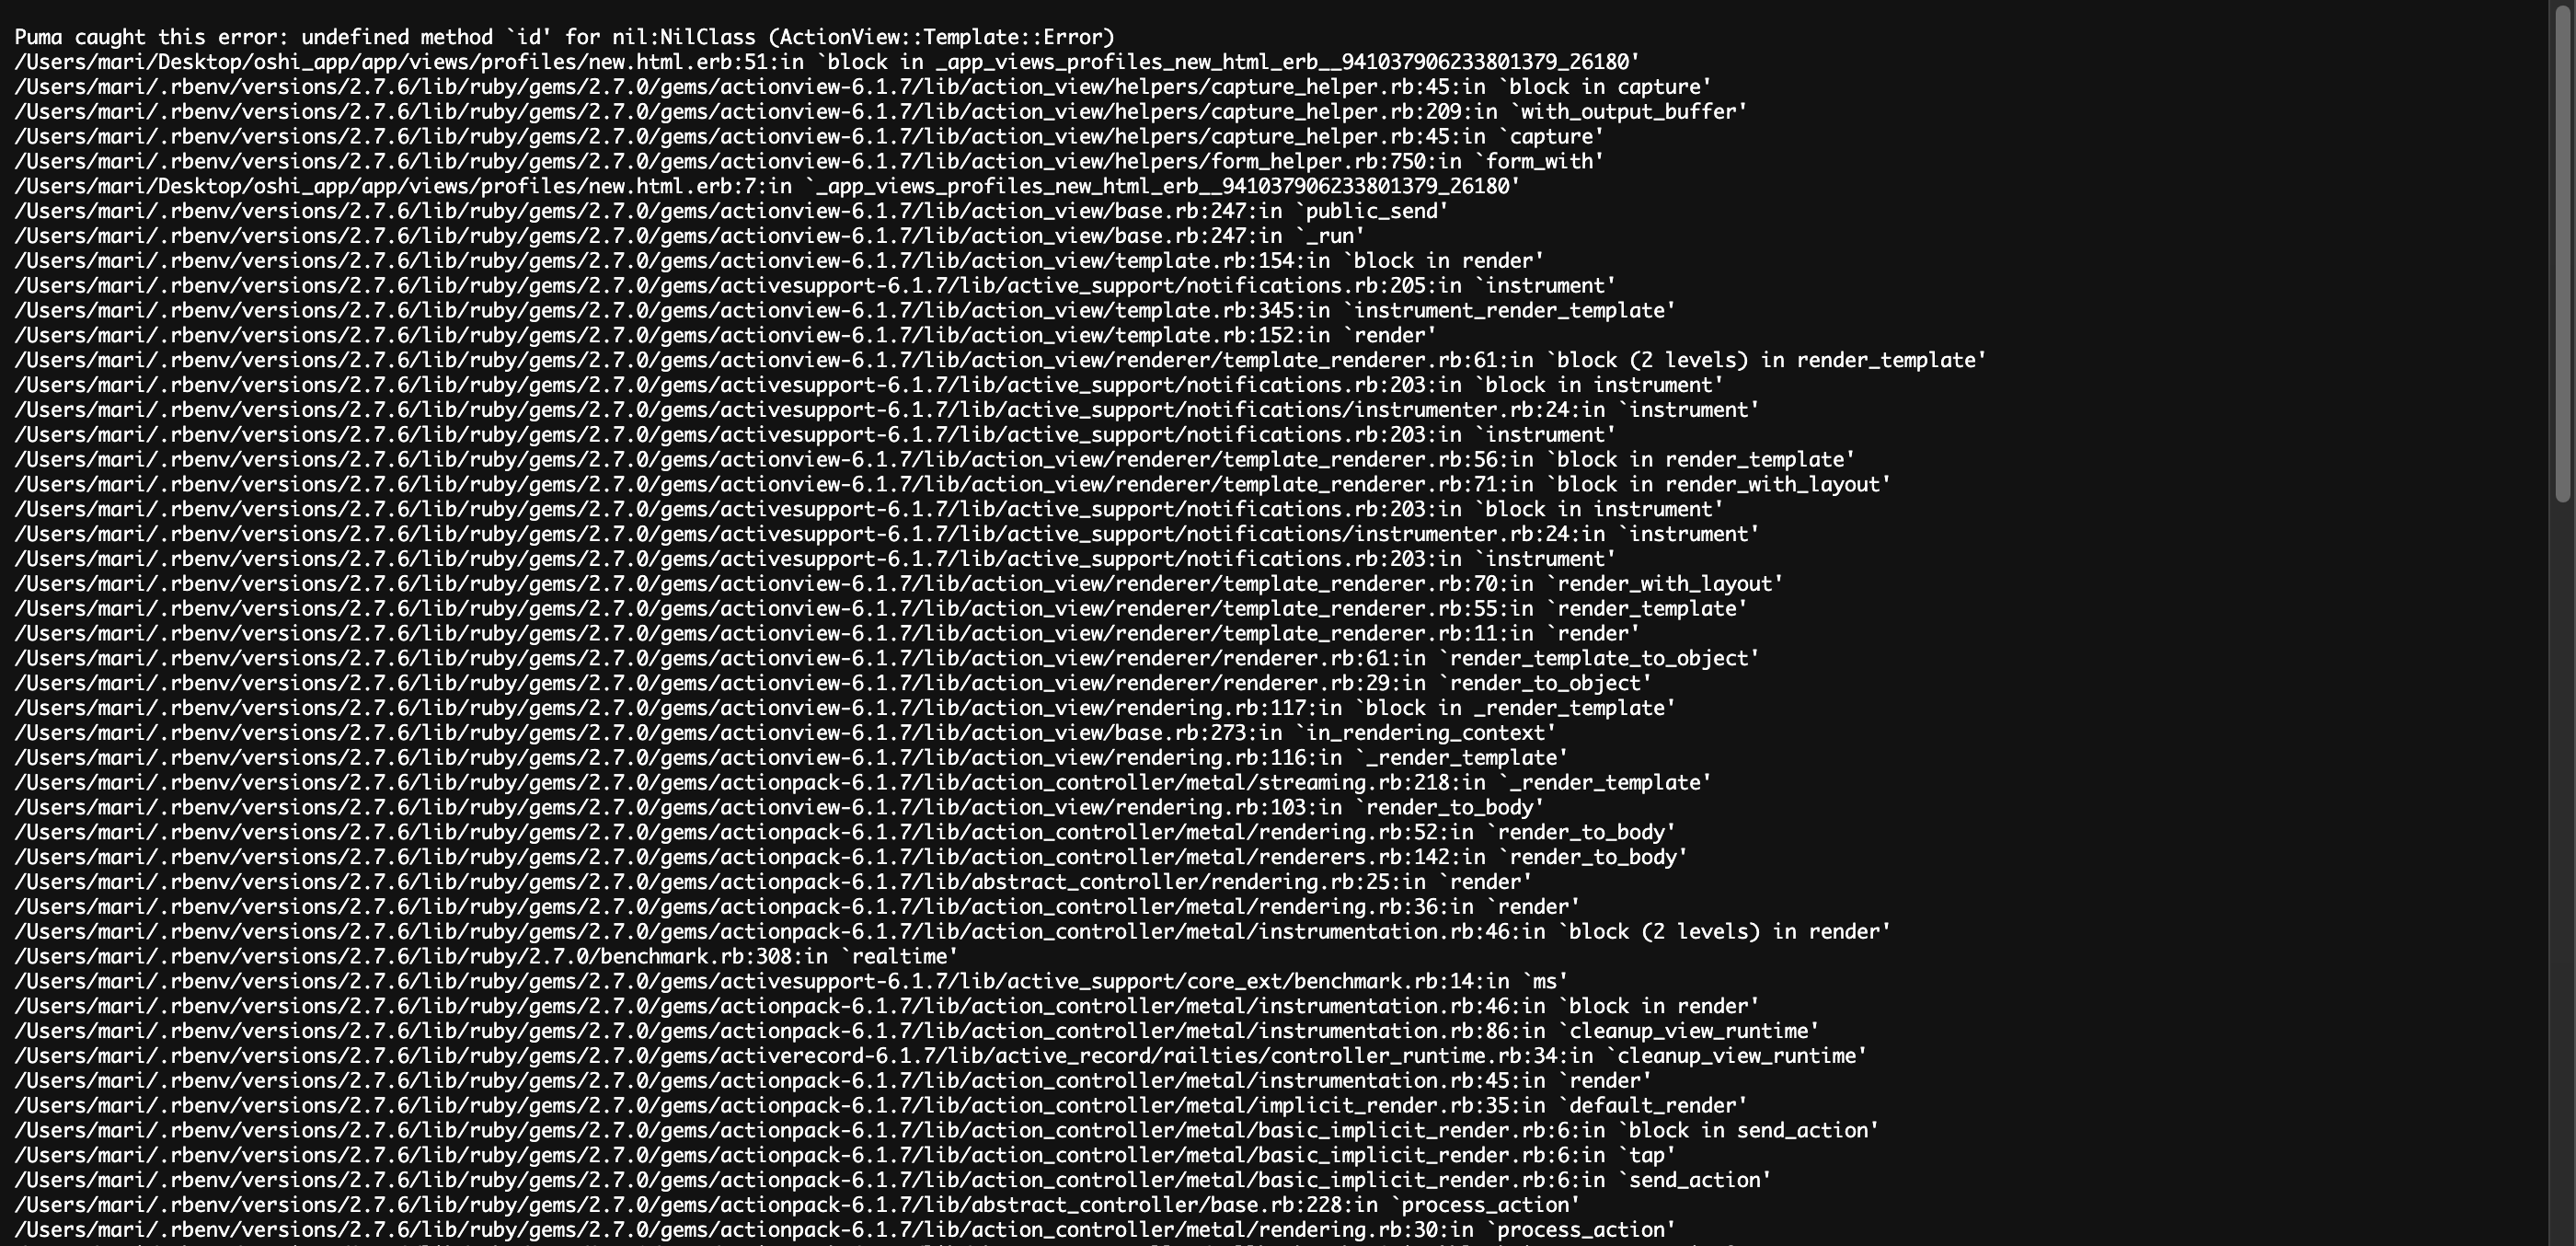 Puma caught this error: undefined method `id' for nil:NilClass (ActionView::Template::Error)
/Users/mari/Desktop/oshi_app/app/views/profiles/new.html.erb:51:in `block in _app_views_profiles_new_html_erb__941037906233801379_26180'
/Users/mari/.rbenv/versions/2.7.6/lib/ruby/gems/2.7.0/gems/actionview-6.1.7/lib/action_view/helpers/capture_helper.rb:45:in `block in capture'
/Users/mari/.rbenv/versions/2.7.6/lib/ruby/gems/2.7.0/gems/actionview-6.1.7/lib/action_view/helpers/capture_helper.rb:209:in `with_output_buffer'
/Users/mari/.rbenv/versions/2.7.6/lib/ruby/gems/2.7.0/gems/actionview-6.1.7/lib/action_view/helpers/capture_helper.rb:45:in `capture'
/Users/mari/.rbenv/versions/2.7.6/lib/ruby/gems/2.7.0/gems/actionview-6.1.7/lib/action_view/helpers/form_helper.rb:750:in `form_with'
/Users/mari/Desktop/oshi_app/app/views/profiles/new.html.erb:7:in `_app_views_profiles_new_html_erb__941037906233801379_26180'
/Users/mari/.rbenv/versions/2.7.6/lib/ruby/gems/2.7.0/gems/actionview-6.1.7/lib/action_view/base.rb:247:in `public_send'
/Users/mari/.rbenv/versions/2.7.6/lib/ruby/gems/2.7.0/gems/actionview-6.1.7/lib/action_view/base.rb:247:in `_run'
/Users/mari/.rbenv/versions/2.7.6/lib/ruby/gems/2.7.0/gems/actionview-6.1.7/lib/action_view/template.rb:154:in `block in render'
/Users/mari/.rbenv/versions/2.7.6/lib/ruby/gems/2.7.0/gems/activesupport-6.1.7/lib/active_support/notifications.rb:205:in `instrument'
/Users/mari/.rbenv/versions/2.7.6/lib/ruby/gems/2.7.0/gems/actionview-6.1.7/lib/action_view/template.rb:345:in `instrument_render_template'
/Users/mari/.rbenv/versions/2.7.6/lib/ruby/gems/2.7.0/gems/actionview-6.1.7/lib/action_view/template.rb:152:in `render'
/Users/mari/.rbenv/versions/2.7.6/lib/ruby/gems/2.7.0/gems/actionview-6.1.7/lib/action_view/renderer/template_renderer.rb:61:in `block (2 levels) in render_template'
/Users/mari/.rbenv/versions/2.7.6/lib/ruby/gems/2.7.0/gems/activesupport-6.1.7/lib/active_support/notifications.rb:203:in `block in instrument'
/Users/mari/.rbenv/versions/2.7.6/lib/ruby/gems/2.7.0/gems/activesupport-6.1.7/lib/active_support/notifications/instrumenter.rb:24:in `instrument'
/Users/mari/.rbenv/versions/2.7.6/lib/ruby/gems/2.7.0/gems/activesupport-6.1.7/lib/active_support/notifications.rb:203:in `instrument'
/Users/mari/.rbenv/versions/2.7.6/lib/ruby/gems/2.7.0/gems/actionview-6.1.7/lib/action_view/renderer/template_renderer.rb:56:in `block in render_template'
/Users/mari/.rbenv/versions/2.7.6/lib/ruby/gems/2.7.0/gems/actionview-6.1.7/lib/action_view/renderer/template_renderer.rb:71:in `block in render_with_layout'
/Users/mari/.rbenv/versions/2.7.6/lib/ruby/gems/2.7.0/gems/activesupport-6.1.7/lib/active_support/notifications.rb:203:in `block in instrument'
/Users/mari/.rbenv/versions/2.7.6/lib/ruby/gems/2.7.0/gems/activesupport-6.1.7/lib/active_support/notifications/instrumenter.rb:24:in `instrument'
/Users/mari/.rbenv/versions/2.7.6/lib/ruby/gems/2.7.0/gems/activesupport-6.1.7/lib/active_support/notifications.rb:203:in `instrument'
/Users/mari/.rbenv/versions/2.7.6/lib/ruby/gems/2.7.0/gems/actionview-6.1.7/lib/action_view/renderer/template_renderer.rb:70:in `render_with_layout'
/Users/mari/.rbenv/versions/2.7.6/lib/ruby/gems/2.7.0/gems/actionview-6.1.7/lib/action_view/renderer/template_renderer.rb:55:in `render_template'
/Users/mari/.rbenv/versions/2.7.6/lib/ruby/gems/2.7.0/gems/actionview-6.1.7/lib/action_view/renderer/template_renderer.rb:11:in `render'
/Users/mari/.rbenv/versions/2.7.6/lib/ruby/gems/2.7.0/gems/actionview-6.1.7/lib/action_view/renderer/renderer.rb:61:in `render_template_to_object'
/Users/mari/.rbenv/versions/2.7.6/lib/ruby/gems/2.7.0/gems/actionview-6.1.7/lib/action_view/renderer/renderer.rb:29:in `render_to_object'
/Users/mari/.rbenv/versions/2.7.6/lib/ruby/gems/2.7.0/gems/actionview-6.1.7/lib/action_view/rendering.rb:117:in `block in _render_template'
/Users/mari/.rbenv/versions/2.7.6/lib/ruby/gems/2.7.0/gems/actionview-6.1.7/lib/action_view/base.rb:273:in `in_rendering_context'
/Users/mari/.rbenv/versions/2.7.6/lib/ruby/gems/2.7.0/gems/actionview-6.1.7/lib/action_view/rendering.rb:116:in `_render_template'
/Users/mari/.rbenv/versions/2.7.6/lib/ruby/gems/2.7.0/gems/actionpack-6.1.7/lib/action_controller/metal/streaming.rb:218:in `_render_template'
/Users/mari/.rbenv/versions/2.7.6/lib/ruby/gems/2.7.0/gems/actionview-6.1.7/lib/action_view/rendering.rb:103:in `render_to_body'
/Users/mari/.rbenv/versions/2.7.6/lib/ruby/gems/2.7.0/gems/actionpack-6.1.7/lib/action_controller/metal/rendering.rb:52:in `render_to_body'
/Users/mari/.rbenv/versions/2.7.6/lib/ruby/gems/2.7.0/gems/actionpack-6.1.7/lib/action_controller/metal/renderers.rb:142:in `render_to_body'
/Users/mari/.rbenv/versions/2.7.6/lib/ruby/gems/2.7.0/gems/actionpack-6.1.7/lib/abstract_controller/rendering.rb:25:in `render'
/Users/mari/.rbenv/versions/2.7.6/lib/ruby/gems/2.7.0/gems/actionpack-6.1.7/lib/action_controller/metal/rendering.rb:36:in `render'
/Users/mari/.rbenv/versions/2.7.6/lib/ruby/gems/2.7.0/gems/actionpack-6.1.7/lib/action_controller/metal/instrumentation.rb:46:in `block (2 levels) in render'
/Users/mari/.rbenv/versions/2.7.6/lib/ruby/2.7.0/benchmark.rb:308:in `realtime'
/Users/mari/.rbenv/versions/2.7.6/lib/ruby/gems/2.7.0/gems/activesupport-6.1.7/lib/active_support/core_ext/benchmark.rb:14:in `ms'
/Users/mari/.rbenv/versions/2.7.6/lib/ruby/gems/2.7.0/gems/actionpack-6.1.7/lib/action_controller/metal/instrumentation.rb:46:in `block in render'
/Users/mari/.rbenv/versions/2.7.6/lib/ruby/gems/2.7.0/gems/actionpack-6.1.7/lib/action_controller/metal/instrumentation.rb:86:in `cleanup_view_runtime'
/Users/mari/.rbenv/versions/2.7.6/lib/ruby/gems/2.7.0/gems/activerecord-6.1.7/lib/active_record/railties/controller_runtime.rb:34:in `cleanup_view_runtime'
/Users/mari/.rbenv/versions/2.7.6/lib/ruby/gems/2.7.0/gems/actionpack-6.1.7/lib/action_controller/metal/instrumentation.rb:45:in `render'
/Users/mari/.rbenv/versions/2.7.6/lib/ruby/gems/2.7.0/gems/actionpack-6.1.7/lib/action_controller/metal/implicit_render.rb:35:in `default_render'
/Users/mari/.rbenv/versions/2.7.6/lib/ruby/gems/2.7.0/gems/actionpack-6.1.7/lib/action_controller/metal/basic_implicit_render.rb:6:in `block in send_action'
/Users/mari/.rbenv/versions/2.7.6/lib/ruby/gems/2.7.0/gems/actionpack-6.1.7/lib/action_controller/metal/basic_implicit_render.rb:6:in `tap'
/Users/mari/.rbenv/versions/2.7.6/lib/ruby/gems/2.7.0/gems/actionpack-6.1.7/lib/action_controller/metal/basic_implicit_render.rb:6:in `send_action'
/Users/mari/.rbenv/versions/2.7.6/lib/ruby/gems/2.7.0/gems/actionpack-6.1.7/lib/abstract_controller/base.rb:228:in `process_action'
/Users/mari/.rbenv/versions/2.7.6/lib/ruby/gems/2.7.0/gems/actionpack-6.1.7/lib/action_controller/metal/rendering.rb:30:in `process_action'